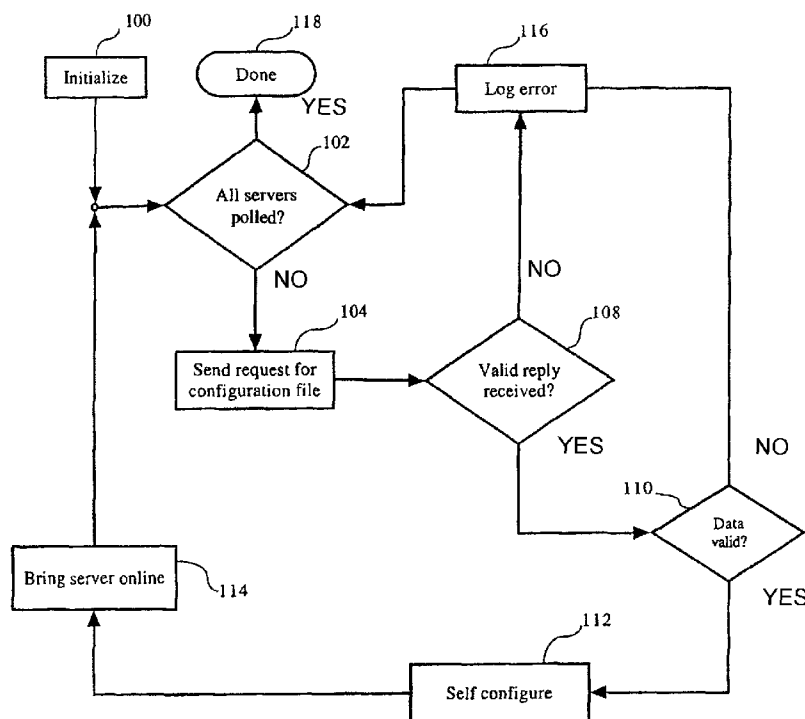 100
Initialize
118
Done
YES
116
Log error
102
All servers
polled?
NO
104
Send request for
configuration file
NO
108
Valid reply
received?
YES
NO
110
Data
valid?
YES
Bring server online
114
112
Self configure